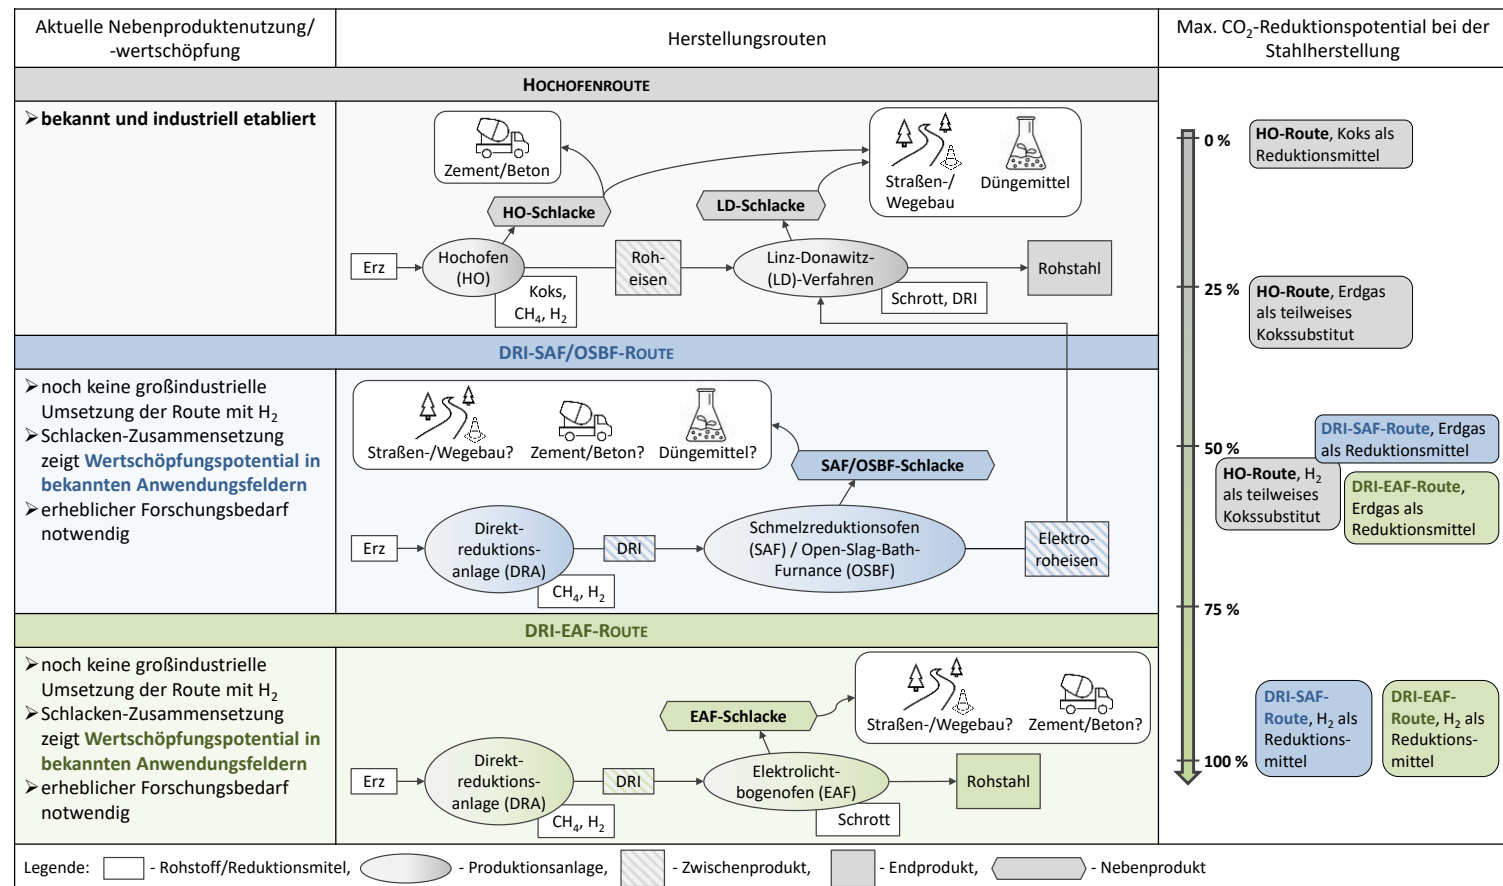 Aktuelle Nebenproduktenutzung/
-wertschöpfung
Herstellungsrouten
Max. CO₂-Reduktionspotential bei der
Stahlherstellung
HOCHOFENROUTE
➢bekannt und industriell etabliert
Zement/Beton
Straßen-/
Wegebau
Düngemittel
HO-Schlacke
LD-Schlacke
Erz
Hochofen
(HO)
Koks,
CH₄, H₂
Roh-
eisen
Linz-Donawitz-
(LD)-Verfahren
Schrott, DRI
Rohstahl
DRI-SAF/OSBF-ROUTE
➢noch keine großindustrielle
Umsetzung der Route mit H₂
➢Schlacken-Zusammensetzung
zeigt Wertschöpfungspotential in
bekannten Anwendungsfeldern
➢erheblicher Forschungsbedarf
notwendig
Straßen-/Wegebau?
Zement/Beton?
Düngemittel?
SAF/OSBF-Schlacke
Erz
Direkt-
reduktions-
anlage (DRA)
CH₄, H₂
DRI
Schmelzreduktionsofen
(SAF) / Open-Slag-Bath-
Furnance (OSBF)
Elektro-
roheisen
DRI-EAF-ROUTE
➢noch keine großindustrielle
Umsetzung der Route mit H₂
➢Schlacken-Zusammensetzung
zeigt Wertschöpfungspotential in
bekannten Anwendungsfeldern
➢erheblicher Forschungsbedarf
notwendig
Straßen-/Wegebau?
Zement/Beton?
EAF-Schlacke
Erz
Direkt-
reduktions-
anlage (DRA)
CH₄, H₂
DRI
Elektrolicht-
bogenofen (EAF)
Schrott
Rohstahl
0 %
HO-Route, Koks als
Reduktionsmittel
25 %
HO-Route, Erdgas
als teilweises
Kokssubstitut
50 %
DRI-SAF-Route, Erdgas
als Reduktionsmittel
HO-Route, H₂
als teilweises
Kokssubstitut
DRI-EAF-Route,
Erdgas als
Reduktionsmittel
75 %
100 %
DRI-SAF-
Route, H₂ als
Reduktions-
mittel
DRI-EAF-
Route, H₂ als
Reduktions-
mittel
Legende: - Rohstoff/Reduktionsmitel, - Produktionsanlage, - Zwischenprodukt, - Endprodukt, - Nebenprodukt